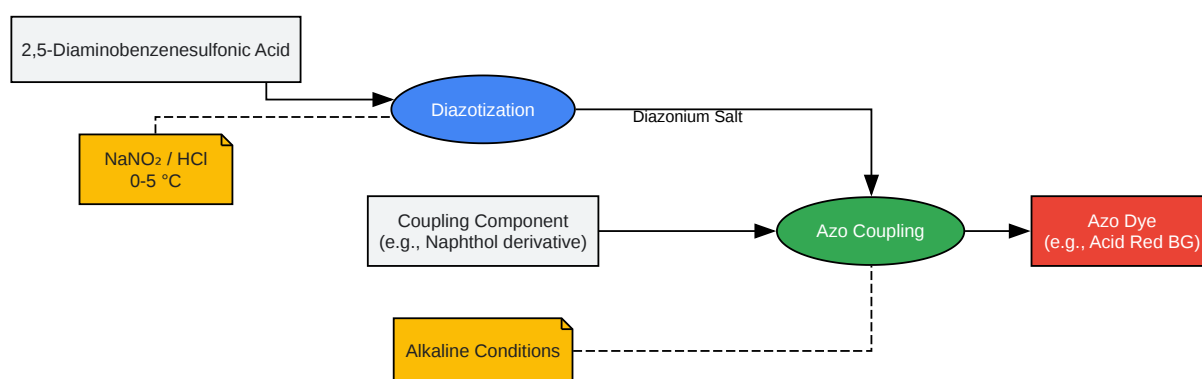 2,5-Diaminobenzenesulfonic Acid
Diazotization
Diazonium Salt
NaNO₂ / HCl
0-5 °C
Coupling Component
(e.g., Naphthol derivative)
Azo Coupling
Azo Dye
(e.g., Acid Red BG)
Alkaline Conditions